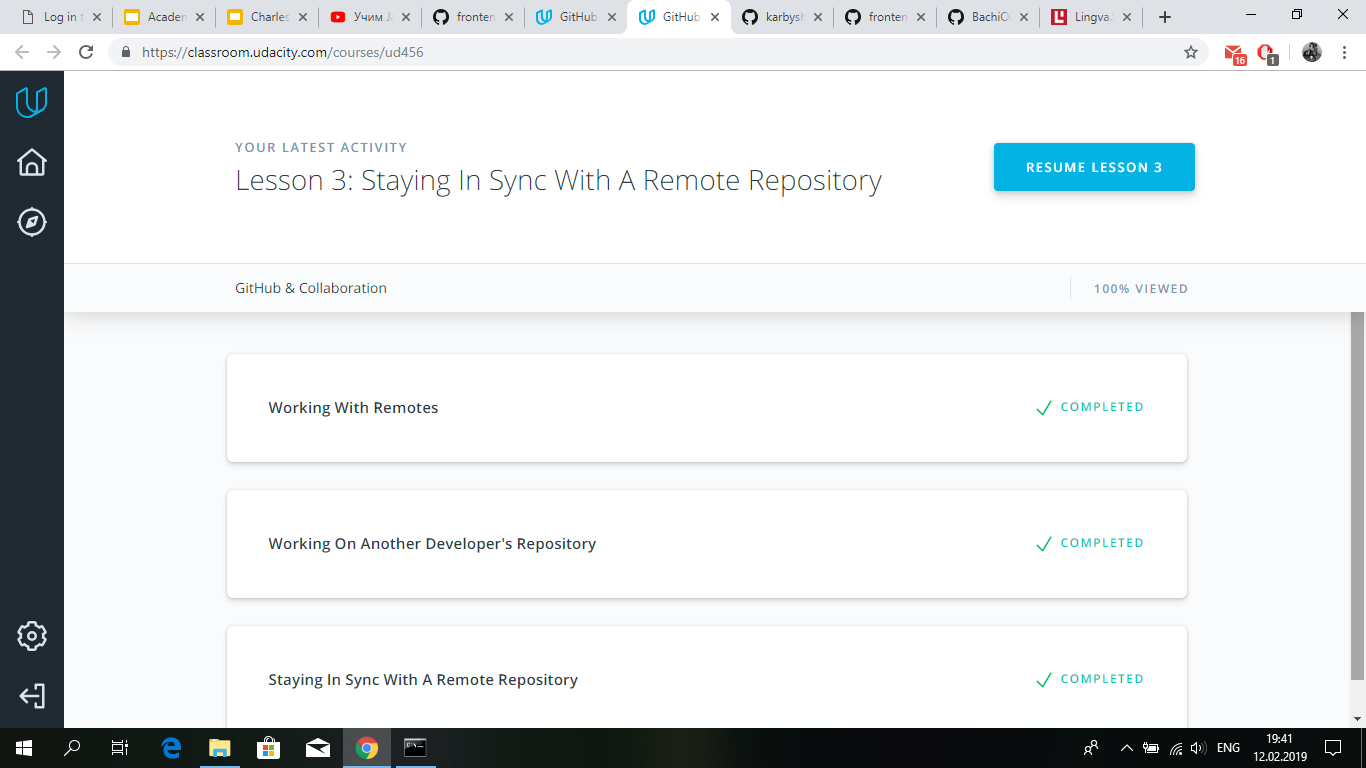 Log in t
Academ
Charles
Учим Ja
fronten
GitHub
GitHub
karbysh
fronten
BachiO
Lingva.
https://classroom.udacity.com/courses/ud456
16
1
YOUR LATEST ACTIVITY
Lesson 3: Staying In Sync With A Remote Repository
RESUME LESSON 3
GitHub & Collaboration
100% VIEWED
Working With Remotes
COMPLETED
Working On Another Developer's Repository
COMPLETED
Staying In Sync With A Remote Repository
COMPLETED
ENG
19:41
12.02.2019